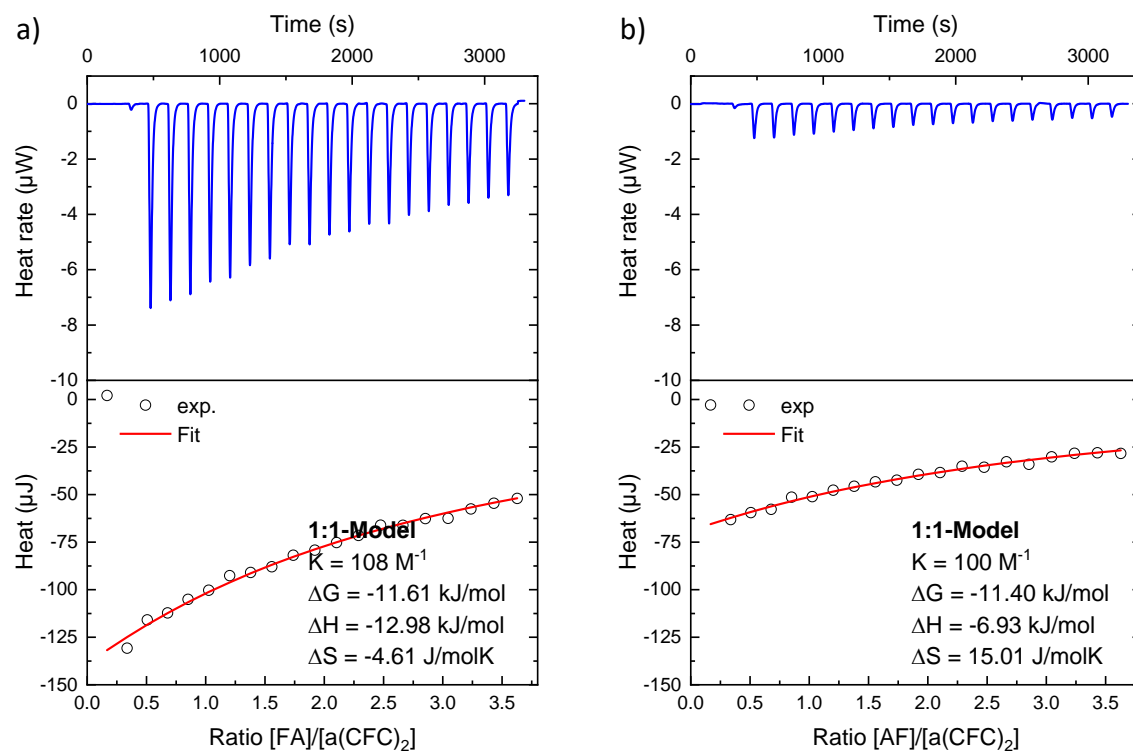 a)
Time (s)
0 1000 2000 3000
Heat rate (µW)
0
-2
-4
-6
-8
-10
exp.
Fit
Heat (µJ)
0
-25
-50
-75
-100
-125
-150
1:1-Model
K = 108 M⁻¹
ΔG = -11.61 kJ/mol
ΔH = -12.98 kJ/mol
ΔS = -4.61 J/molK
0.0 0.5 1.0 1.5 2.0 2.5 3.0 3.5
Ratio [FA]/[a(CFC)₂]
b)
Time (s)
0 1000 2000 3000
Heat rate (µW)
0
-2
-4
-6
-8
-10
exp
Fit
Heat (µJ)
0
-25
-50
-75
-100
-125
-150
1:1-Model
K = 100 M⁻¹
ΔG = -11.40 kJ/mol
ΔH = -6.93 kJ/mol
ΔS = 15.01 J/molK
0.0 0.5 1.0 1.5 2.0 2.5 3.0 3.5
Ratio [AF]/[a(CFC)₂]